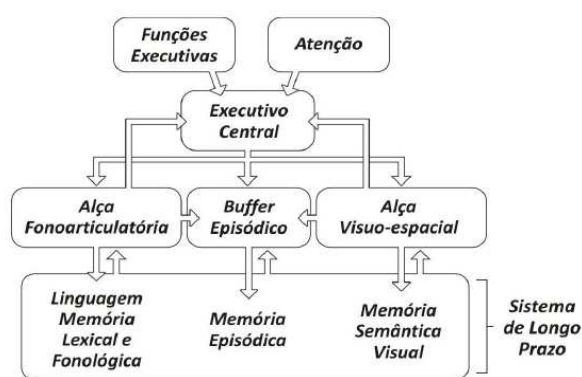 Funções
Executivas
Atenção
Executivo
Central
Alça
Fonoarticulatória
Buffer
Episódico
Alça
Visuo-espacial
Linguagem
Memória
Lexical e
Fonológica
Memória
Episódica
Memória
Semântica
Visual
Sistema
de Longo
Prazo